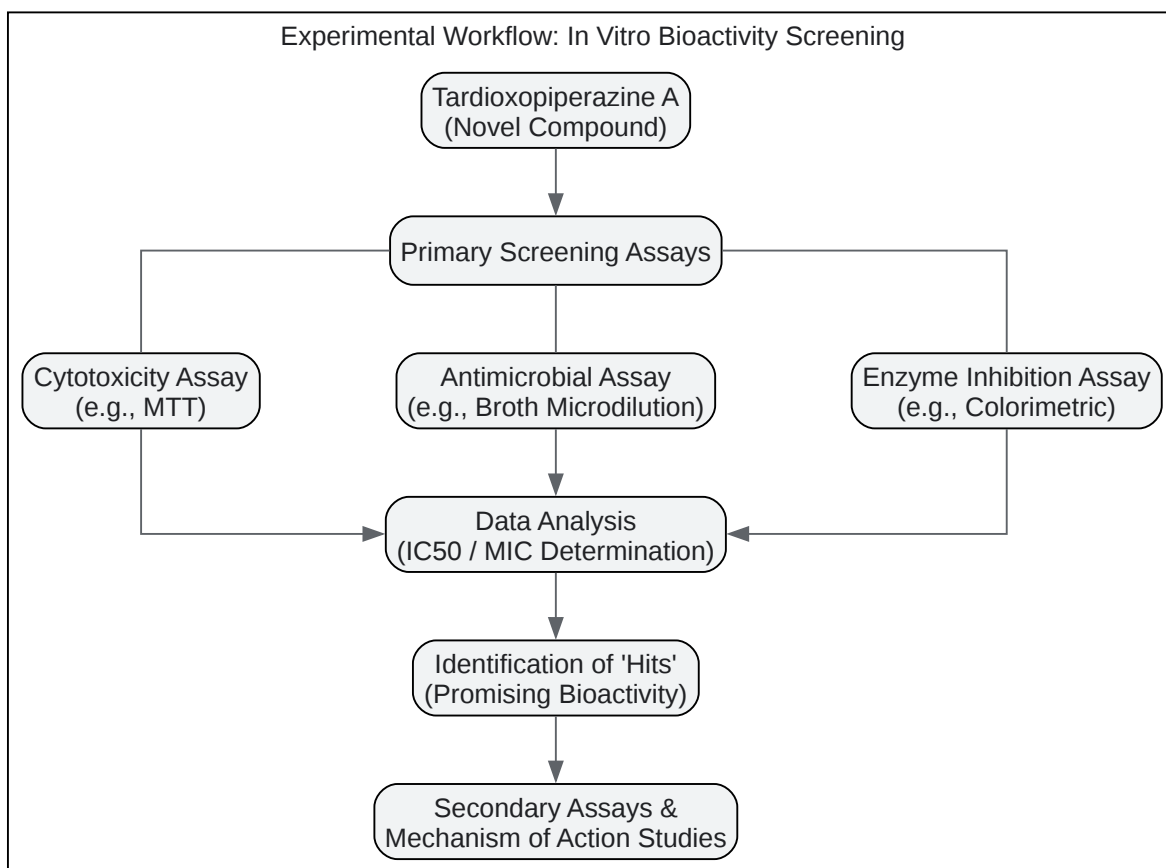 Experimental Workflow: In Vitro Bioactivity Screening
Tardioxopiperazine A
(Novel Compound)
Primary Screening Assays
Cytotoxicity Assay
(e.g., MTT)
Antimicrobial Assay
(e.g., Broth Microdilution)
Enzyme Inhibition Assay
(e.g., Colorimetric)
Data Analysis
(IC50 / MIC Determination)
Identification of 'Hits'
(Promising Bioactivity)
Secondary Assays &
Mechanism of Action Studies